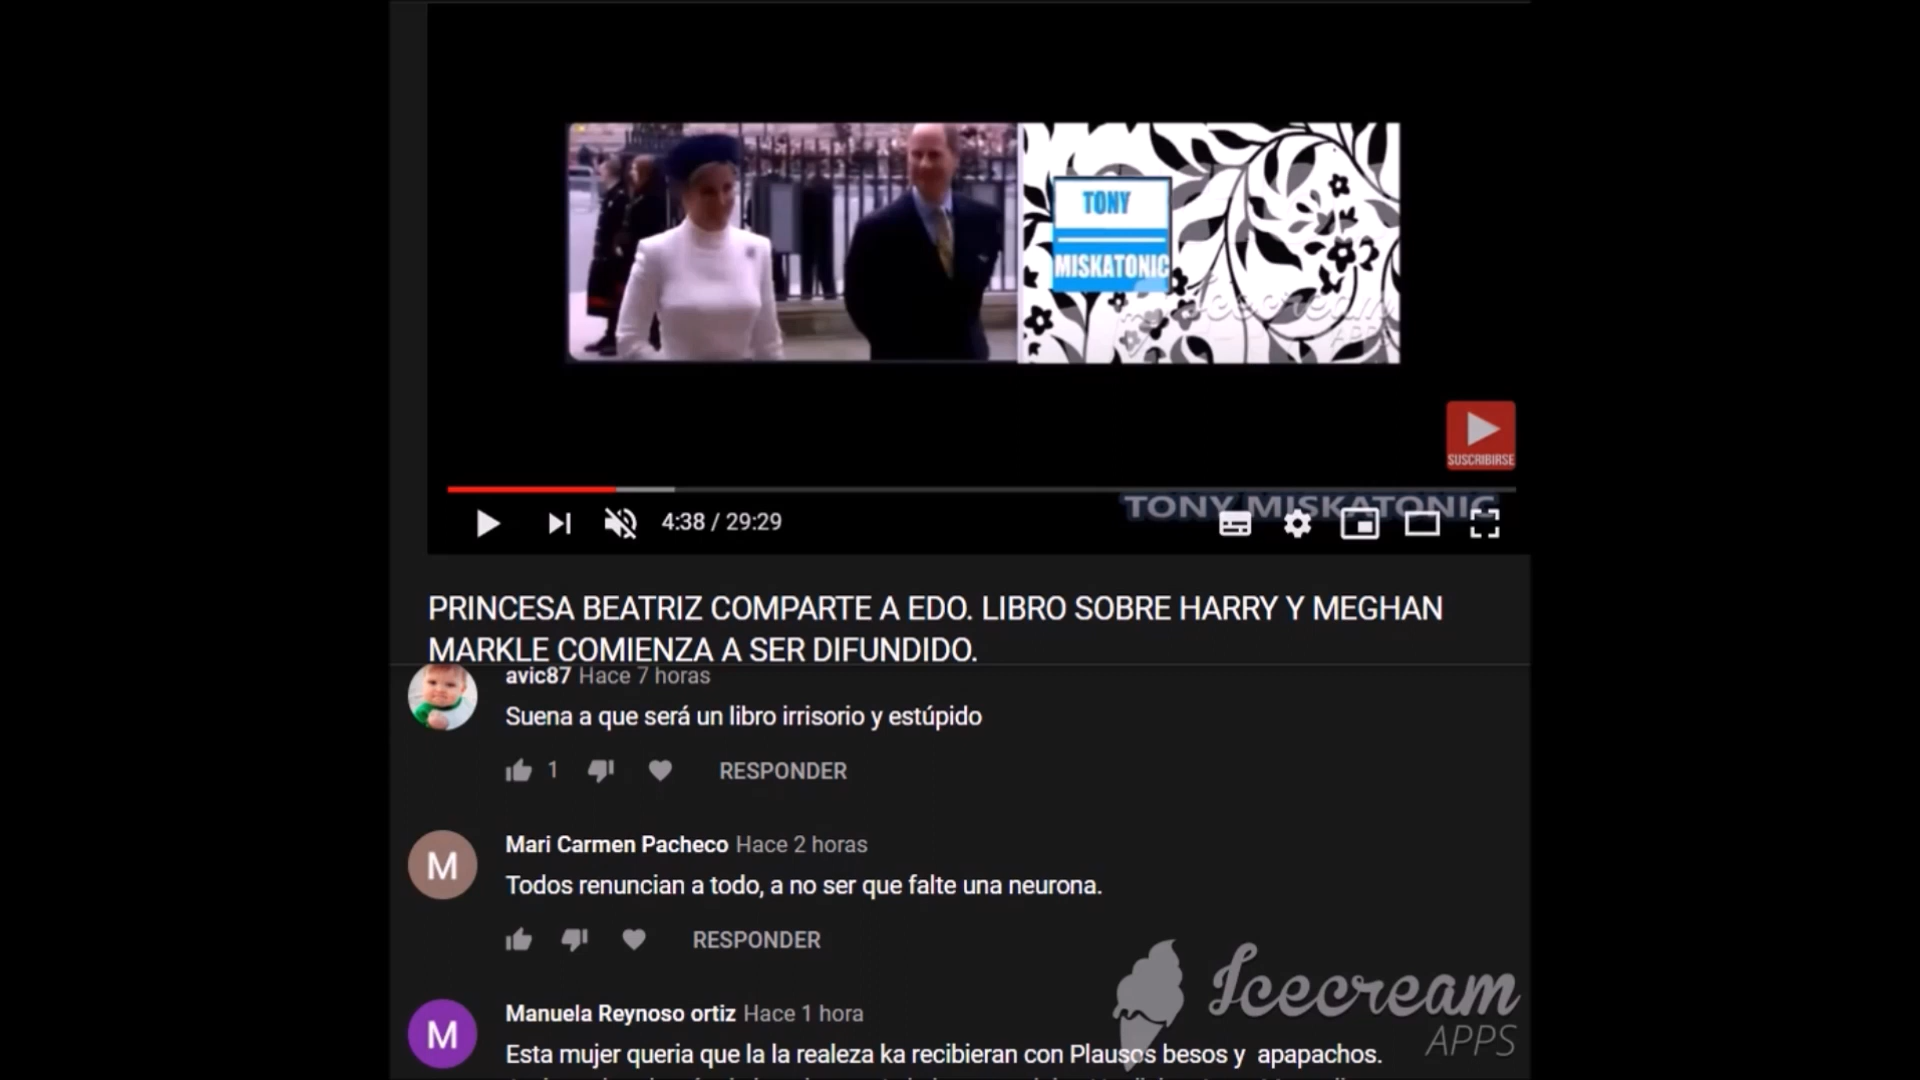 TONY
MISKATONIC
Icecream
APPS
SUSCRIBIRSE
TONY MISKATONIC
4:38 / 29:29
PRINCESA BEATRIZ COMPARTE A EDO. LIBRO SOBRE HARRY Y MEGHAN
MARKLE COMIENZA A SER DIFUNDIDO.
avic87 Hace 7 horas
Suena a que será un libro irrisorio y estúpido
1 RESPONDER
M
Mari Carmen Pacheco Hace 2 horas
Todos renuncian a todo, a no ser que falte una neurona.
RESPONDER
Icecream
APPS
M
Manuela Reynoso ortiz Hace 1 hora
Esta mujer queria que la la realeza ka recibieran con Plausos besos y apapachos.